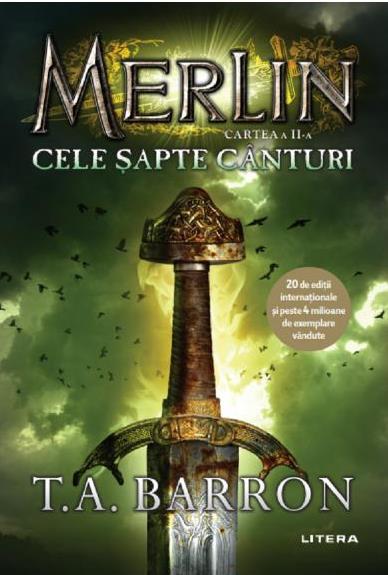 MERLIN
CARTEA A II-A
CELE ȘAPTE CÂNTURI
20 de ediții
internaționale
și peste 4 milioane
de exemplare
vândute
T.A. BARRON
LITERA